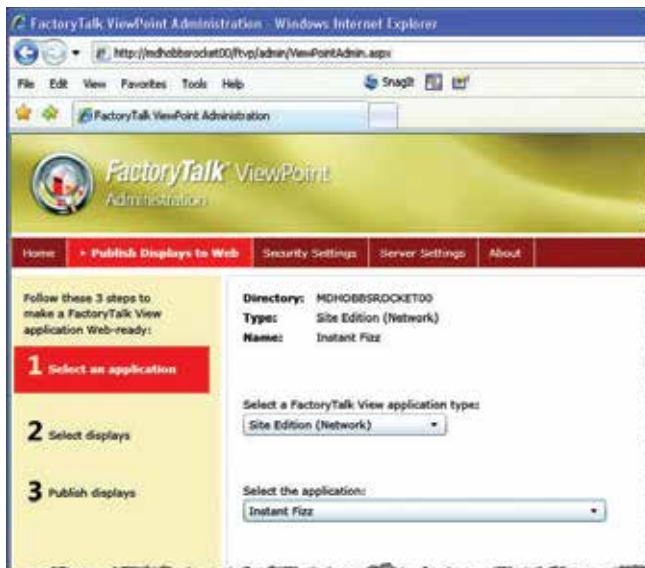 FactoryTalk ViewPoint Administration - Windows Internet Explorer
http://mdhobbsrocket00/ftvp/admin/ViewPointAdmin.aspx
File Edit View Favorites Tools Help SnagIt
FactoryTalk ViewPoint Administration
FactoryTalk ViewPoint
Administration
Home Publish Displays to Web Security Settings Server Settings About
Follow these 3 steps to
make a FactoryTalk View
application Web-ready:
1 Select an application
2 Select displays
3 Publish displays
Directory: MDHOBBSROCKET00
Type: Site Edition (Network)
Name: Instant Fizz
Select a FactoryTalk View application type:
Site Edition (Network)
Select the application:
Instant Fizz